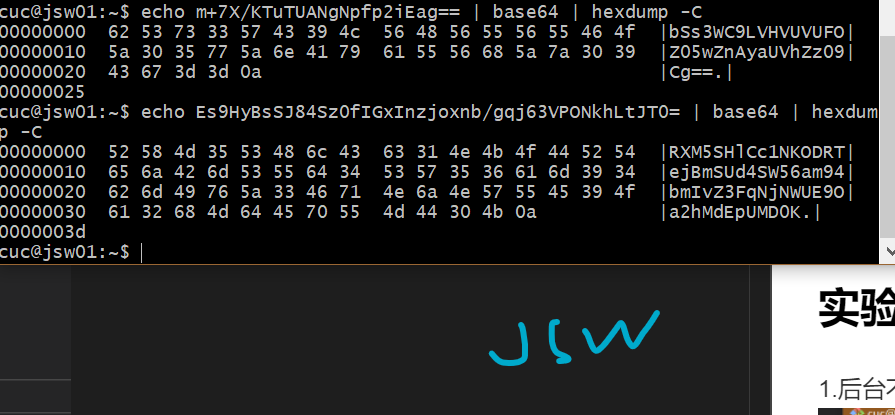 cuc@jsw01:~$ echo m+7X/KTuTUANgNpfp2iEag== | base64 | hexdump -C
00000000 62 53 73 33 57 43 39 4c 56 48 56 55 56 55 46 4f |bSs3WC9LVHVUVUFO|
00000010 5a 30 35 77 5a 6e 41 79 61 55 56 68 5a 7a 30 39 |Z05wZnAyaUVhZz09|
00000020 43 67 3d 3d 0a |Cg==.|
00000025
cuc@jsw01:~$ echo Es9HyBsSJ84Sz0fIGxInzjoxnb/gqj63VPONkhLtJT0= | base64 | hexdum
p -C
00000000 52 58 4d 35 53 48 6c 43 63 31 4e 4b 4f 44 52 54 |RXM5SHlCc1NKODRT|
00000010 65 6a 42 6d 53 55 64 34 53 57 35 36 61 6d 39 34 |ejBmSUd4SW56am94|
00000020 62 6d 49 76 5a 33 46 71 4e 6a 4e 57 55 45 39 4f |bmIvZ3FqNjNWUE9O|
00000030 61 32 68 4d 64 45 70 55 4d 44 30 4b 0a |a2hMdEpUMD0K.|
0000003d
cuc@jsw01:~$
JSW
实验
1.后台